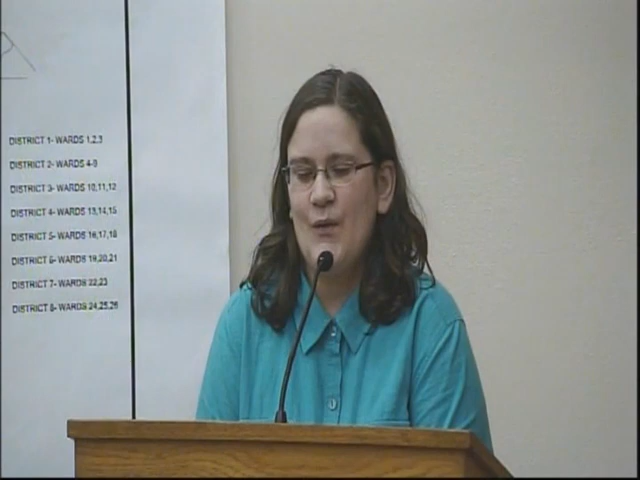 DISTRICT 1- WARDS 1,2,3
DISTRICT 2- WARDS 4-9
DISTRICT 3- WARDS 10,11,12
DISTRICT 4- WARDS 13,14,15
DISTRICT 5- WARDS 16,17,18
DISTRICT 6- WARDS 19,20,21
DISTRICT 7- WARDS 22,23
DISTRICT 8- WARDS 24,25,26